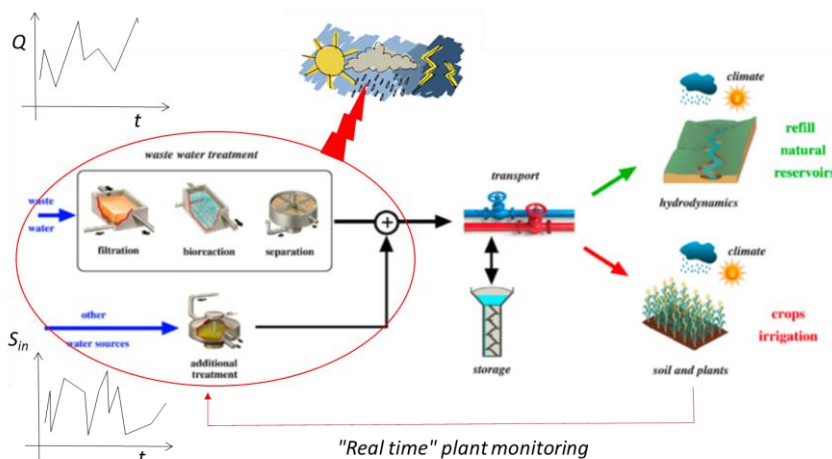 Q
t
waste water treatment
waste
water
filtration
bioreaction
separation
+
other
water sources
additional
treatment
S_in
t
transport
storage
climate
hydrodynamics
refill
natural
reservoirs
climate
soil and plants
crops
irrigation
"Real time" plant monitoring